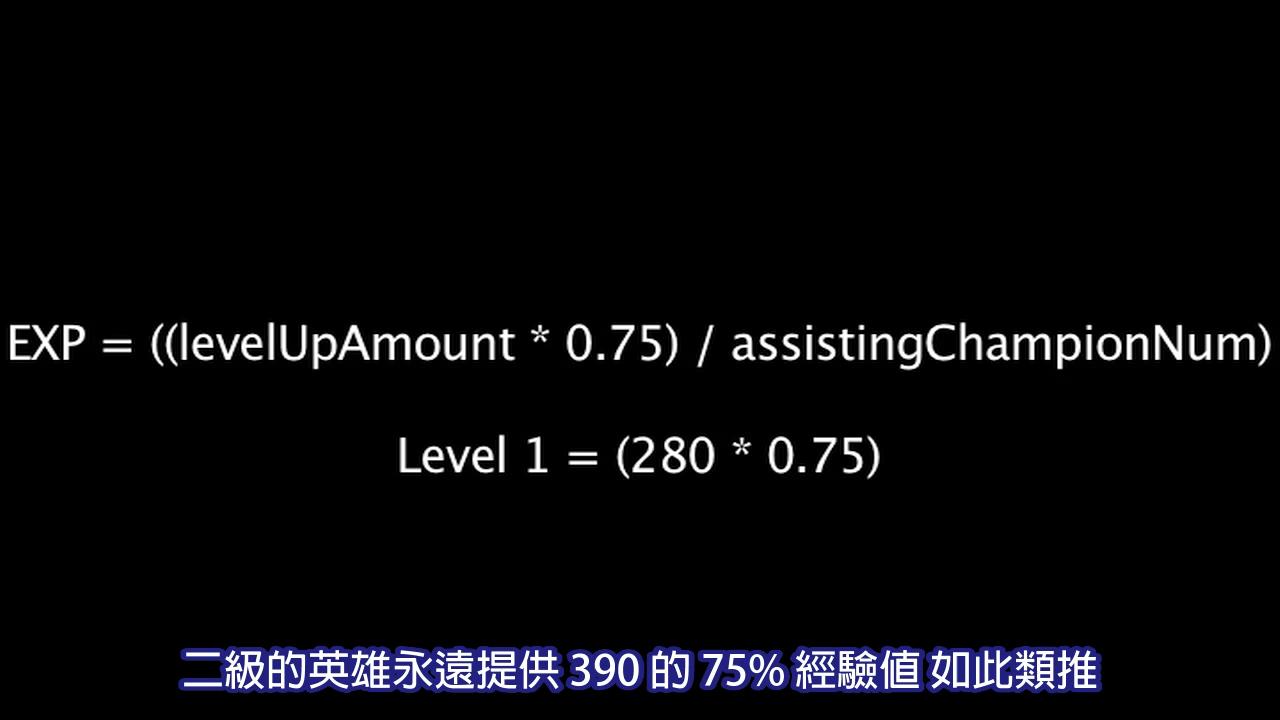 EXP = ((levelUpAmount * 0.75) / assistingChampionNum)
Level 1 = (280 * 0.75)
二級的英雄永遠提供 390 的 75% 經驗值 如此類推